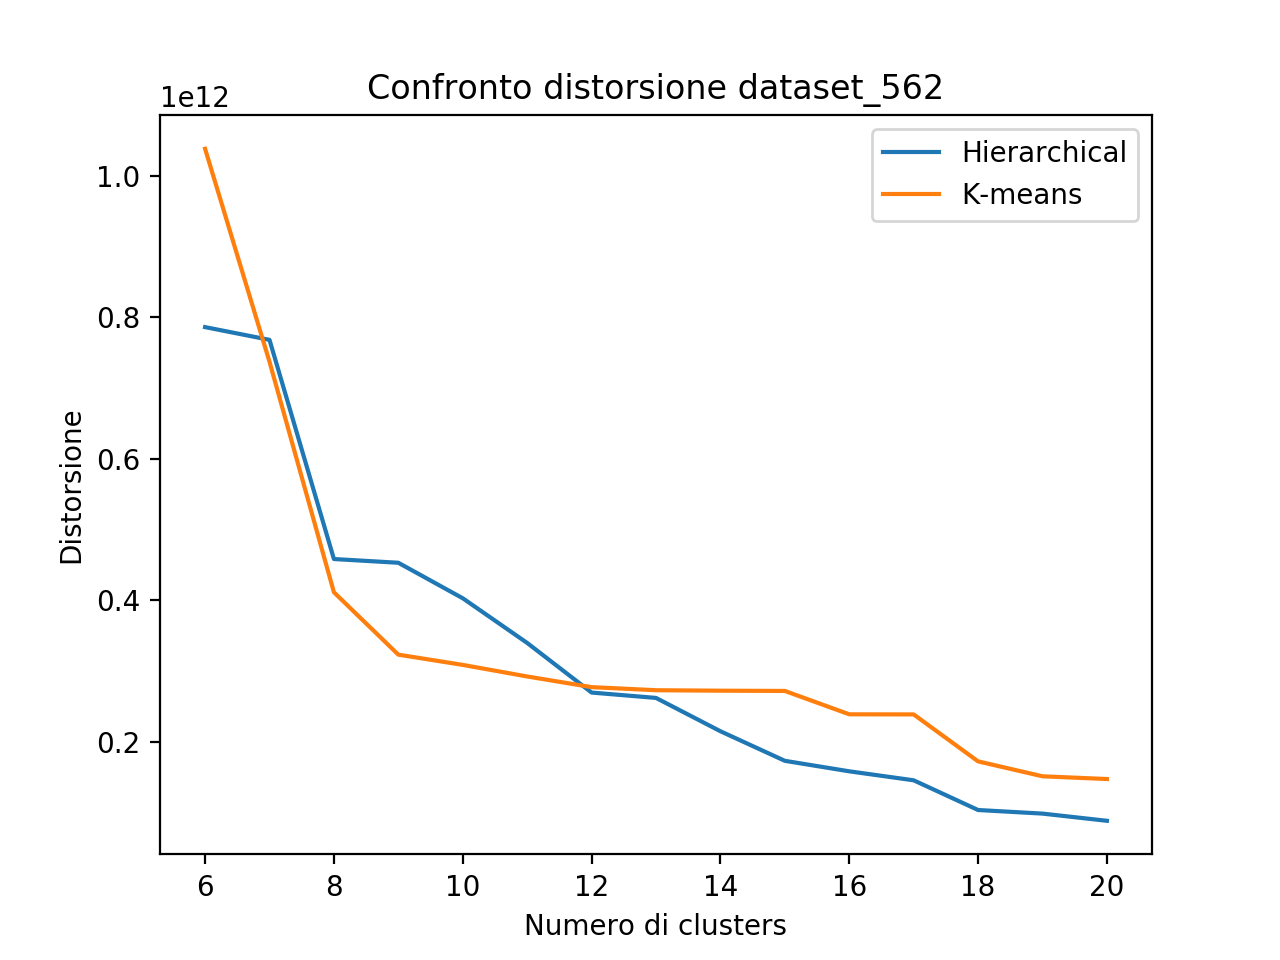 Confronto distorsione dataset_562
1e12
Hierarchical
K-means
1.0
0.8
0.6
0.4
0.2
Distorsione
6 8 10 12 14 16 18 20
Numero di clusters